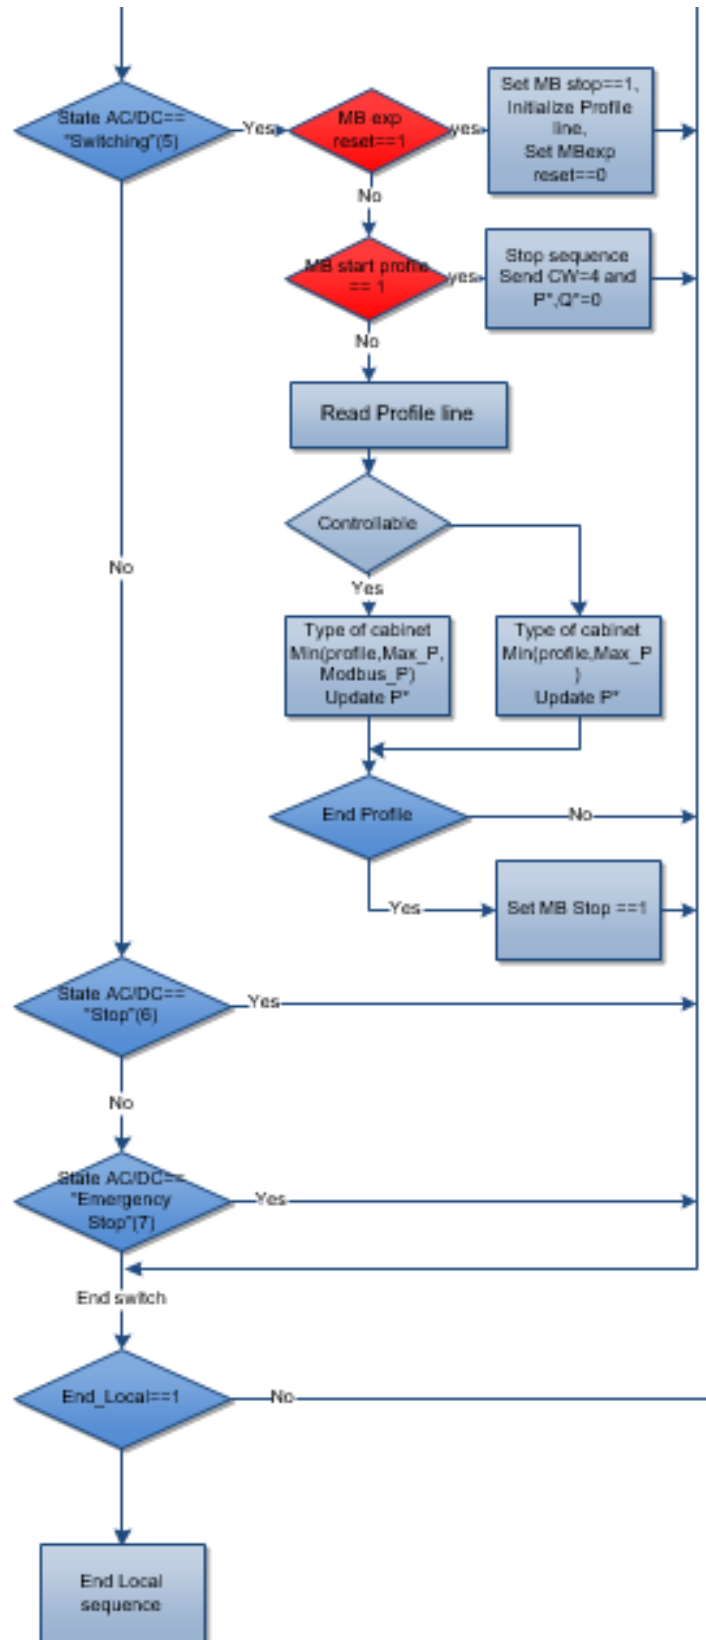 State AC/DC==
"Switching"(5)
Yes
MB exp
reset==1
yes
Set MB stop==1,
Initialize Profile
line,
Set MBexp
reset==0
No
MB start profile
== 1
yes
Stop sequence
Send CW=4 and
P*,Q*=0
No
Read Profile line
Controllable
No
Yes
Type of cabinet
Min(profile,Max_P,
Modbus_P)
Update P*
Type of cabinet
Min(profile,Max_P
)
Update P*
End Profile
No
Yes
Set MB Stop ==1
State AC/DC==
"Stop"(6)
Yes
No
State AC/DC==
"Emergency
Stop"(7)
Yes
End switch
End_Local==1
No
End Local
sequence